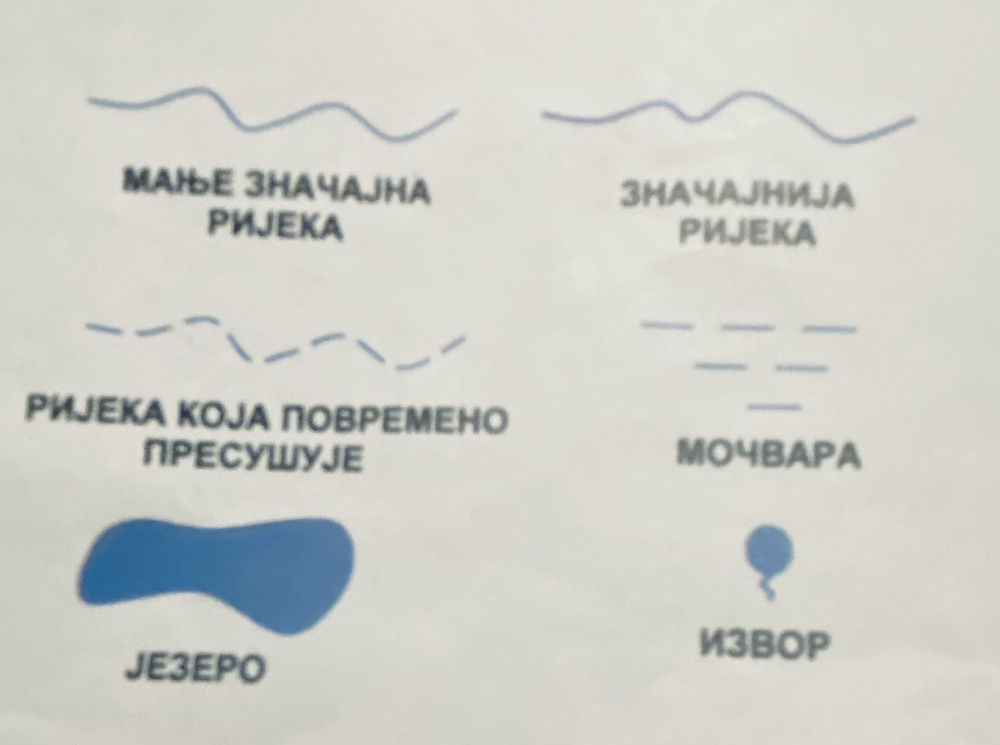 МАЊЕ ЗНАЧАЈНА
РИЈЕКА
ЗНАЧАЈНИЈА
РИЈЕКА
РИЈЕКА КОЈА ПОВРЕМЕНО
ПРЕСУШУЈЕ
МОЧВАРА
ЈЕЗЕРО
ИЗВОР